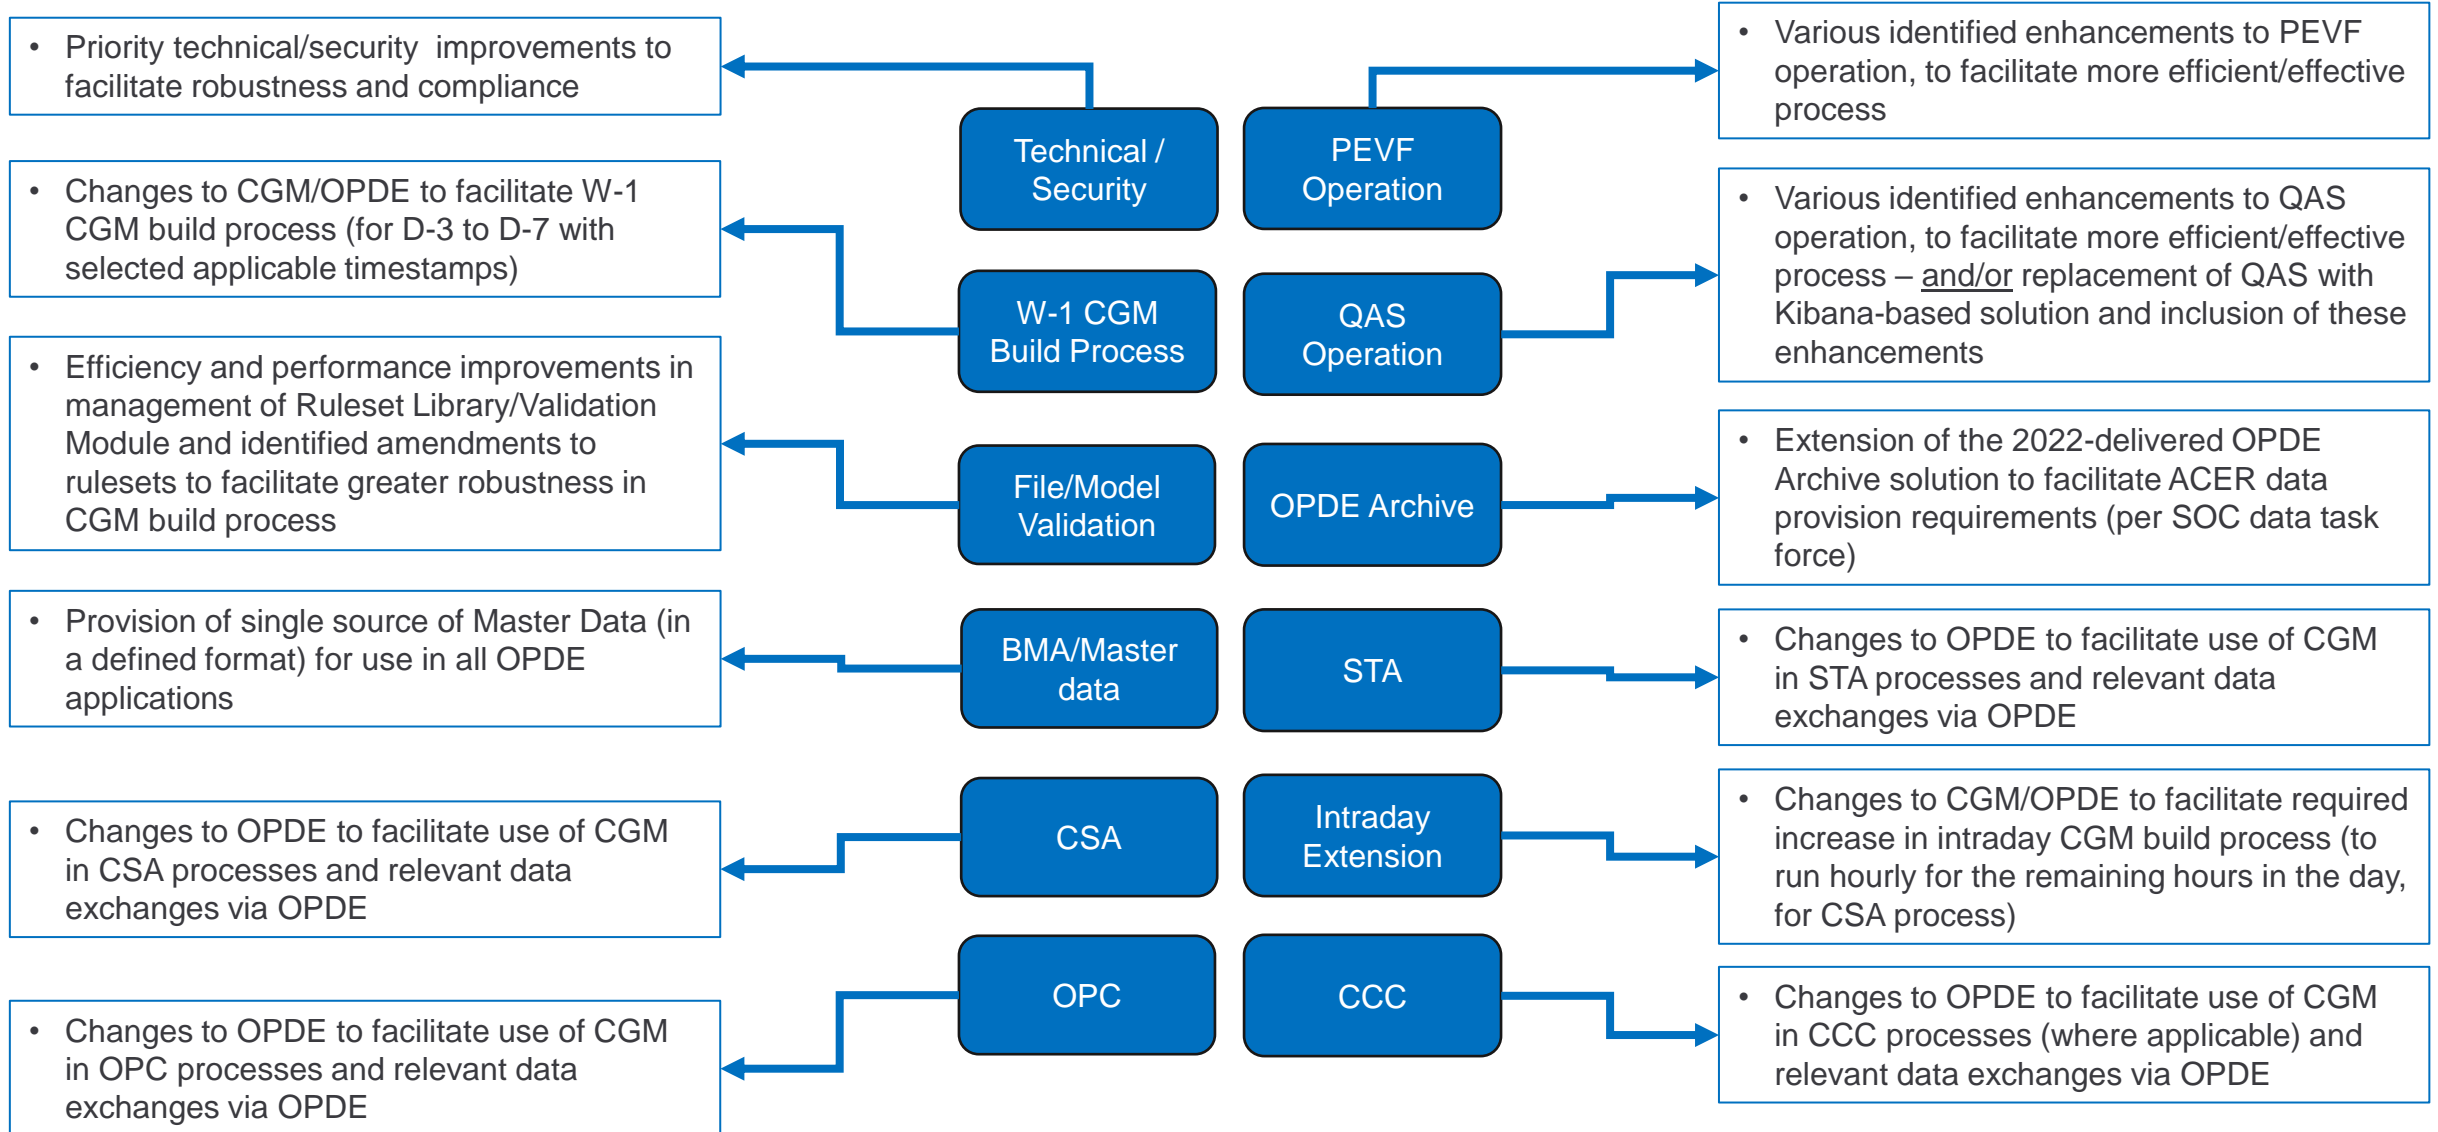 • Priority technical/security improvements to
facilitate robustness and compliance
• Changes to CGM/OPDE to facilitate W-1
CGM build process (for D-3 to D-7 with
selected applicable timestamps)
• Efficiency and performance improvements in
management of Ruleset Library/Validation
Module and identified amendments to
rulesets to facilitate greater robustness in
CGM build process
• Provision of single source of Master Data (in
a defined format) for use in all OPDE
applications
• Changes to OPDE to facilitate use of CGM
in CSA processes and relevant data
exchanges via OPDE
• Changes to OPDE to facilitate use of CGM
in OPC processes and relevant data
exchanges via OPDE
Technical /
Security
W-1 CGM
Build Process
File/Model
Validation
BMA/Master
data
CSA
OPC
PEVF
Operation
QAS
Operation
OPDE Archive
STA
Intraday
Extension
CCC
• Various identified enhancements to PEVF
operation, to facilitate more efficient/effective
process
• Various identified enhancements to QAS
operation, to facilitate more efficient/effective
process – and/or replacement of QAS with
Kibana-based solution and inclusion of these
enhancements
• Extension of the 2022-delivered OPDE
Archive solution to facilitate ACER data
provision requirements (per SOC data task
force)
• Changes to OPDE to facilitate use of CGM
in STA processes and relevant data
exchanges via OPDE
• Changes to CGM/OPDE to facilitate required
increase in intraday CGM build process (to
run hourly for the remaining hours in the day,
for CSA process)
• Changes to OPDE to facilitate use of CGM
in CCC processes (where applicable) and
relevant data exchanges via OPDE